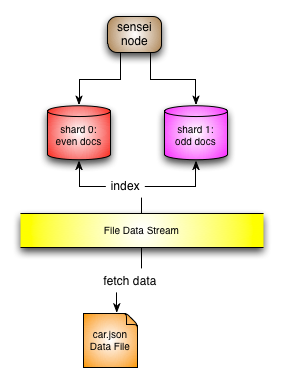 sensei
node
shard 0:
even docs
shard 1:
odd docs
index
File Data Stream
fetch data
car.json
Data File